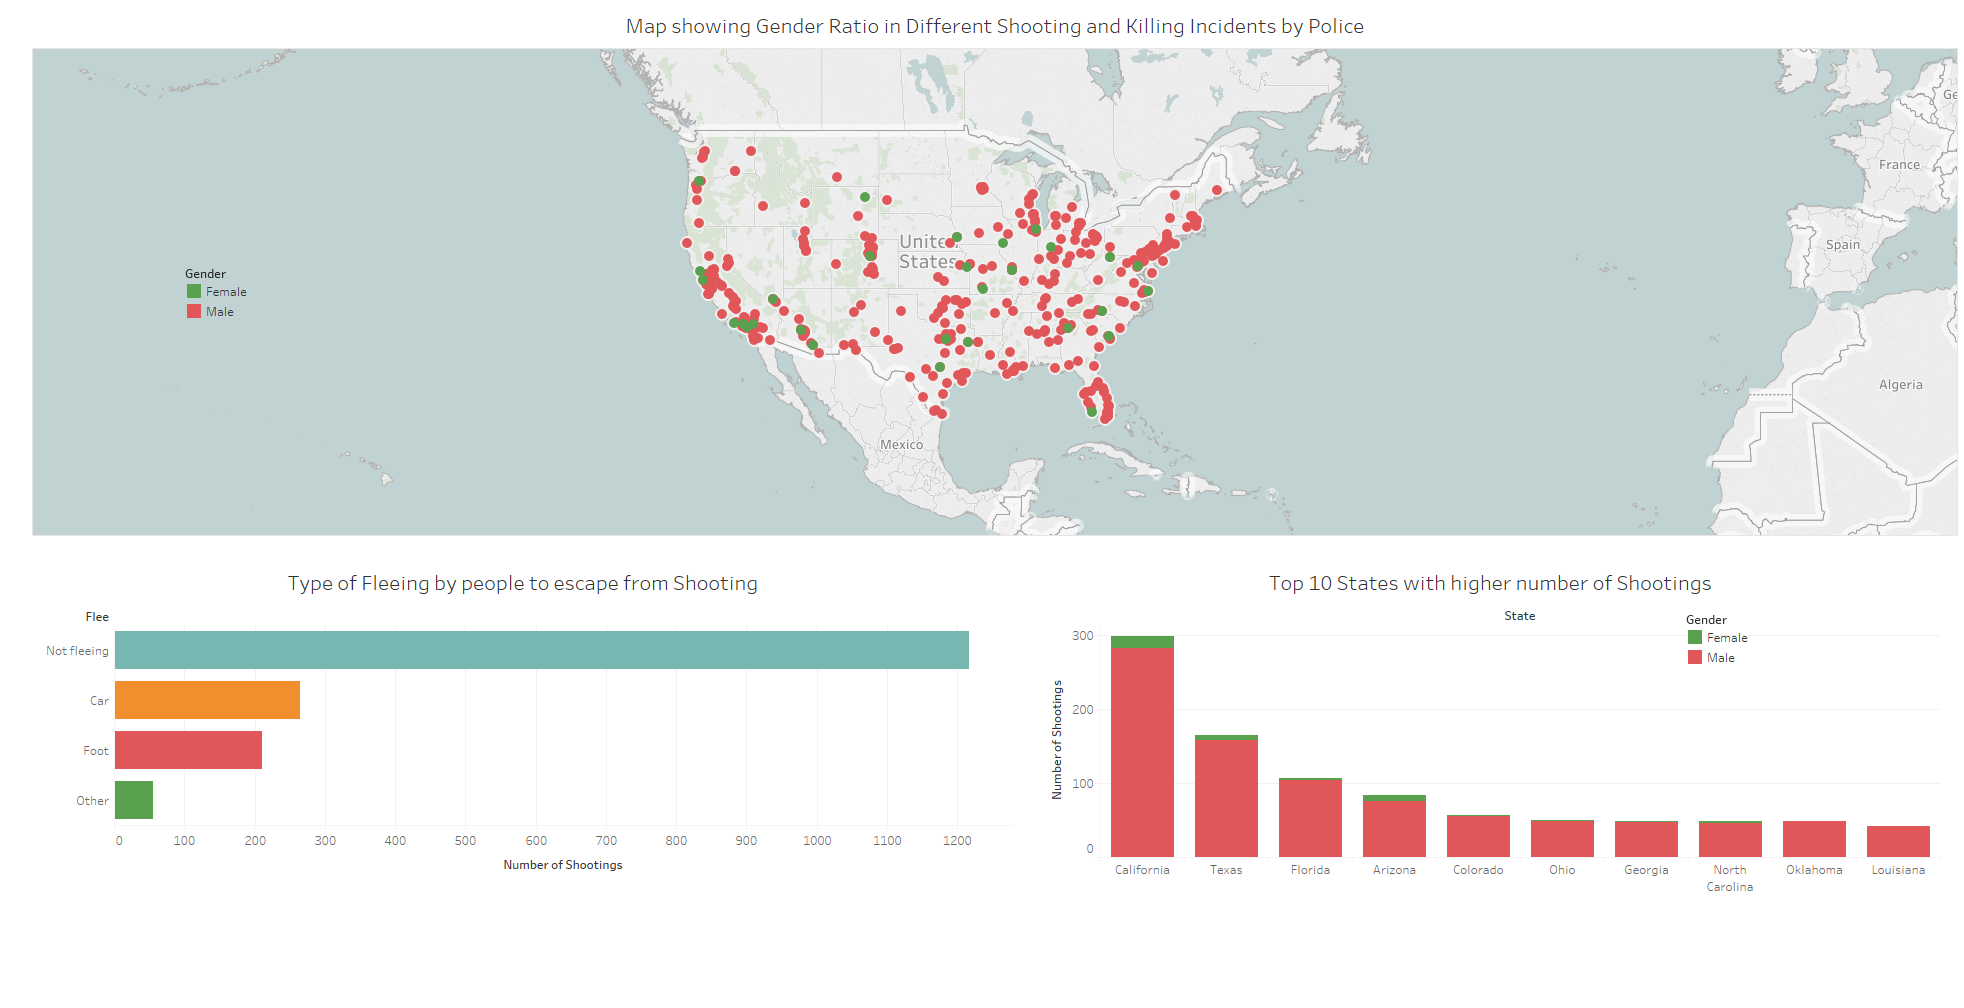 Map showing Gender Ratio in Different Shooting and Killing Incidents by Police
Ge
France
Spain
United
States
Gender
Female
Male
Algeria
Mexico
Type of Fleeing by people to escape from Shooting
Flee
Not fleeing
Car
Foot
Other
0 100 200 300 400 500 600 700 800 900 1000 1100 1200
Number of Shootings
Top 10 States with higher number of Shootings
State
Gender
Female
Male
Number of Shootings
300
200
100
0
California Texas Florida Arizona Colorado Ohio Georgia North Oklahoma Louisiana
Carolina